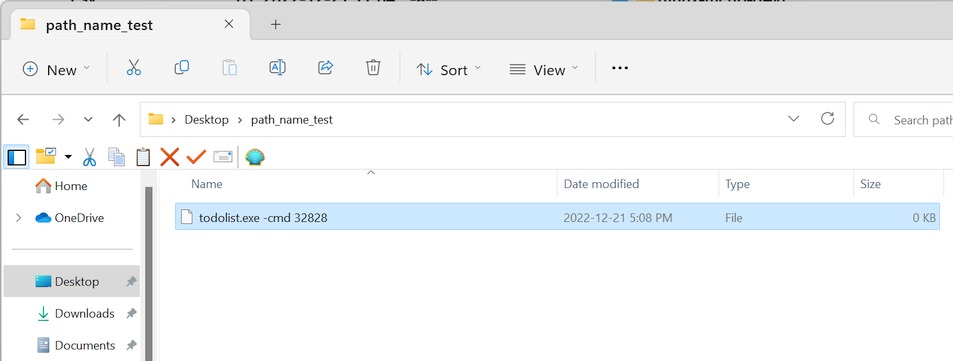 path_name_test
New
Sort
View
Desktop
path_name_test
Search path
Name
Date modified
Type
Size
Home
todolist.exe -cmd 32828
2022-12-21 5:08 PM
File
0 KB
OneDrive
Desktop
Downloads
Documents